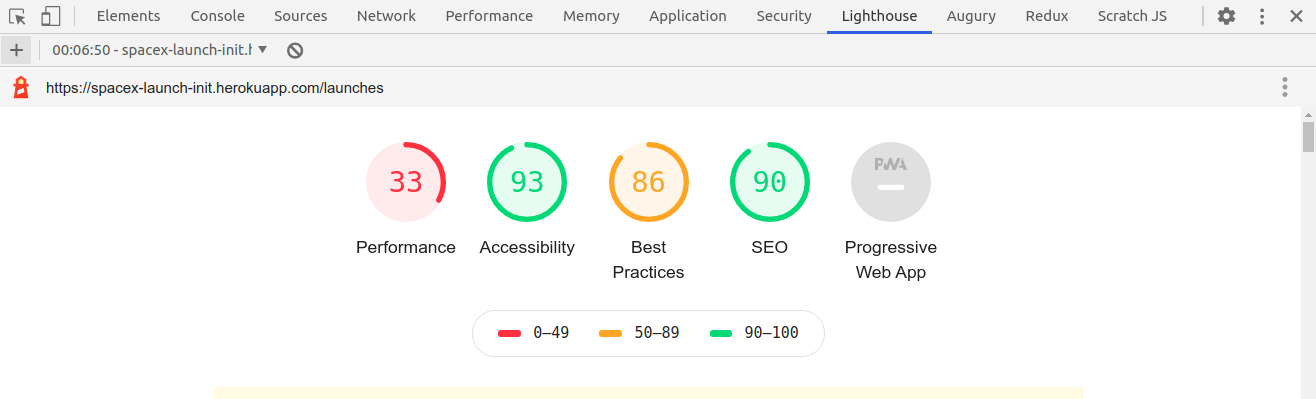 Elements Console Sources Network Performance Memory Application Security Lighthouse Augury Redux Scratch JS
00:06:50 - spacex-launch-init.h
https://spacex-launch-init.herokuapp.com/launches
33 93 86 90 PWA
Performance Accessibility Best Practices SEO Progressive Web App
0–49 50–89 90–100